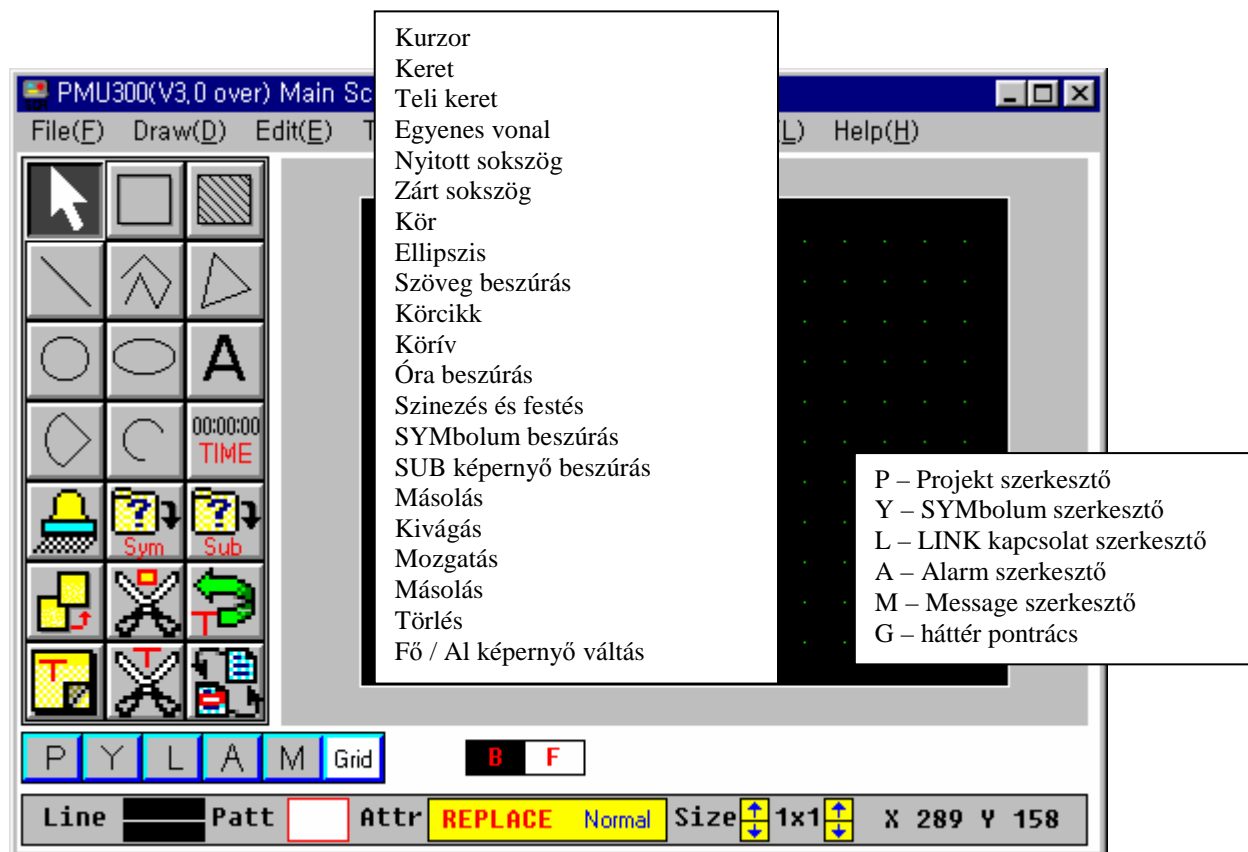 PMU300(V3,0 over) Main Sc
File(F) Draw(D) Edit(E) T L) Help(H)
Kurzor
Keret
Teli keret
Egyenes vonal
Nyitott sokszög
Zárt sokszög
Kör
Ellipszis
Szöveg beszúrás
Körcikk
Körív
Óra beszúrás
Szinezés és festés
SYMbolum beszúrás
SUB képernyő beszúrás
Másolás
Kivágás
Mozgatás
Másolás
Törlés
Fő / Al képernyő váltás
A
00:00:00
TIME
Sym Sub
T
T T
P – Projekt szerkesztő
Y – SYMbolum szerkesztő
L – LINK kapcsolat szerkesztő
A – Alarm szerkesztő
M – Message szerkesztő
G – háttér pontrács
P Y L A M Grid B F
Line Patt Attr REPLACE Normal Size 1x1 X 289 Y 158